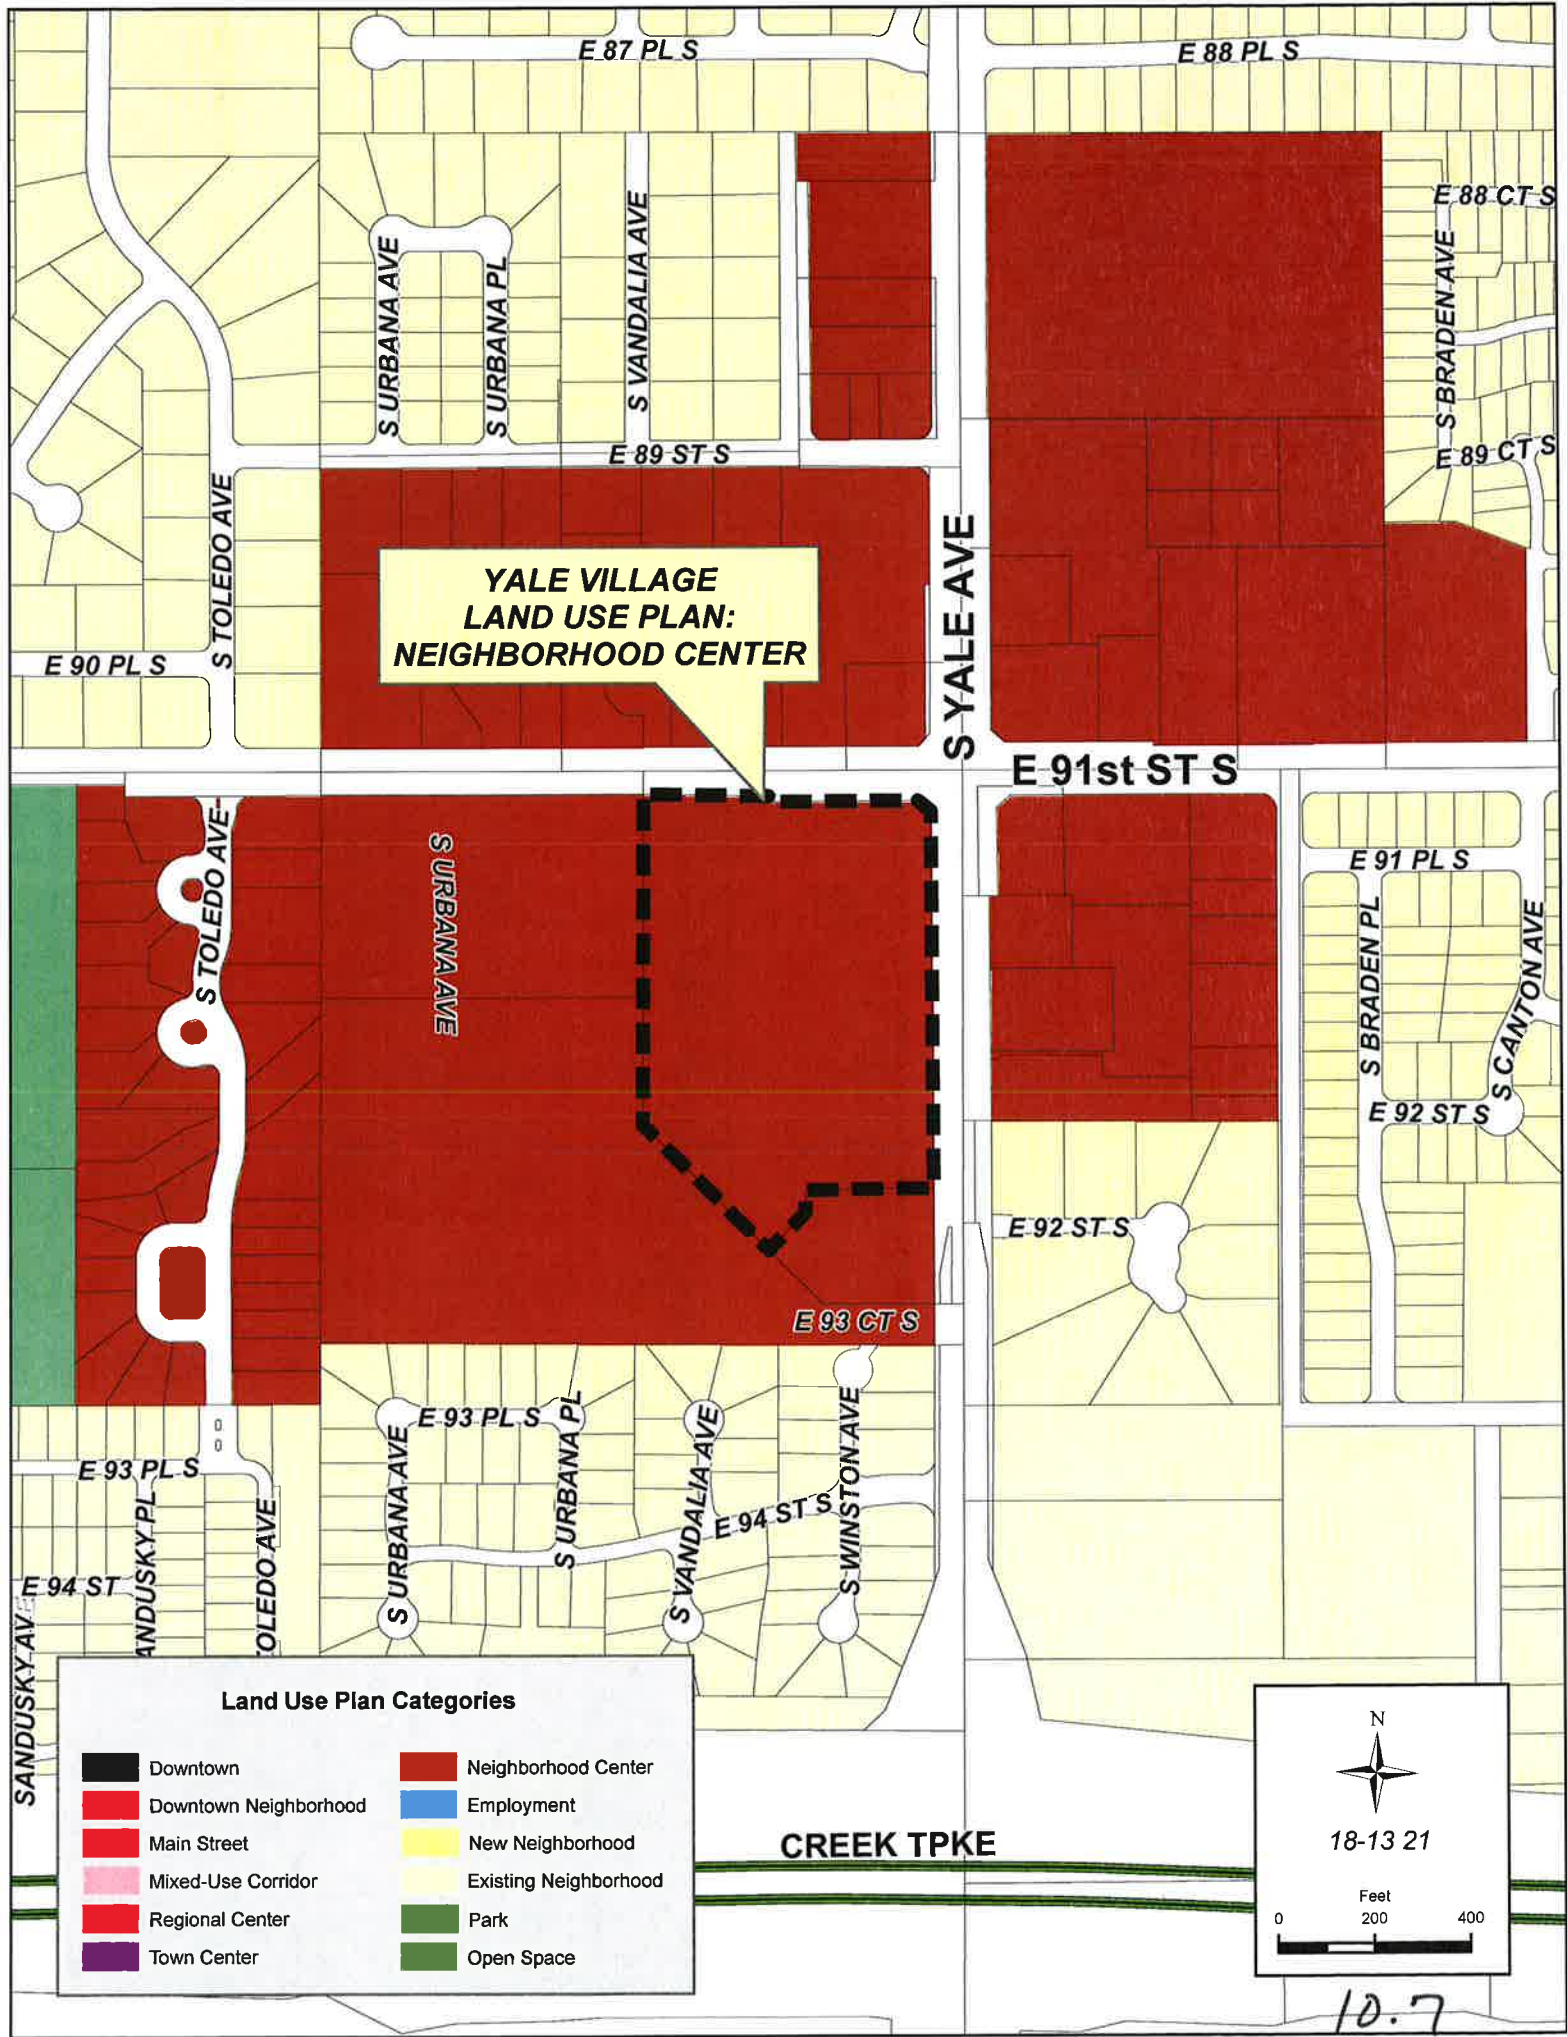 E 87 PL S
E 88 PL S
E 88 CT S
S URBANA AVE
S URBANA PL
S VANDALIA AVE
S BRADEN AVE
E 89 ST S
E 89 CT S
S TOLEDO AVE
S YALE AVE
YALE VILLAGE
LAND USE PLAN:
NEIGHBORHOOD CENTER
E 90 PL S
E 91st ST S
S TOLEDO AVE
S URBANA AVE
E 91 PL S
S BRADEN PL
S CANTON AVE
E 92 ST S
E 92 ST S
E 93 CT S
E 93 PL S
S URBANA AVE
S URBANA PL
S VANDALIA AVE
S WINSTON AVE
E 94 ST S
E 93 PL S
ANDUSKY PL
OLEDO AVE
E 94 ST
SANDUSKY AVE
Land Use Plan Categories
Downtown
Downtown Neighborhood
Main Street
Mixed-Use Corridor
Regional Center
Town Center
Neighborhood Center
Employment
New Neighborhood
Existing Neighborhood
Park
Open Space
CREEK TPKE
N
18-13 21
Feet
0 200 400
10.7